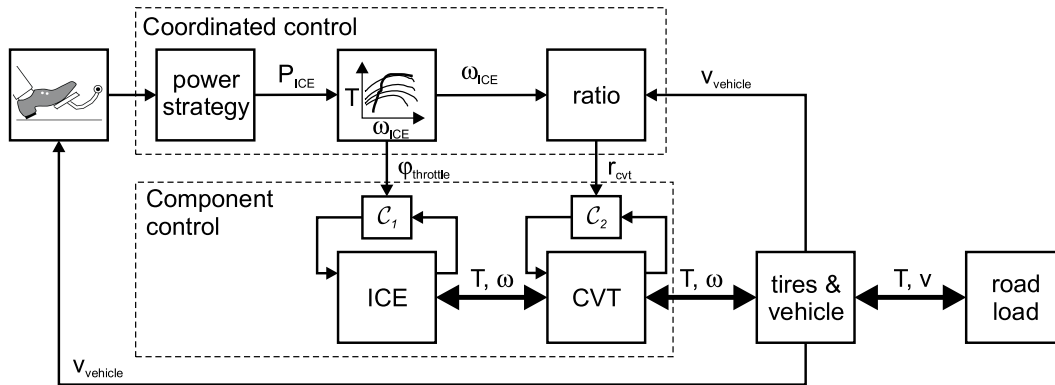 Coordinated control
power
strategy
P_ICE
T
ω_ICE
ω_ICE
ratio
v_vehicle
φ_throttle
r_cvt
Component
control
C_1
C_2
ICE
T, ω
CVT
T, ω
tires &
vehicle
T, v
road
load
v_vehicle